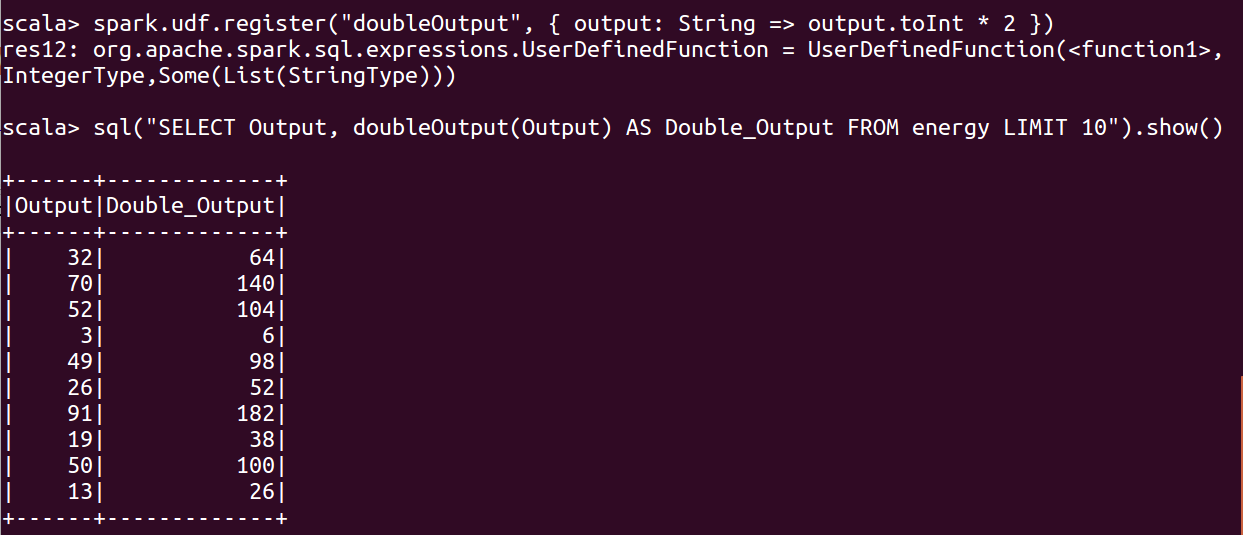 scala> spark.udf.register("doubleOutput", { output: String => output.toInt * 2 })
res12: org.apache.spark.sql.expressions.UserDefinedFunction = UserDefinedFunction(<function1>,
IntegerType,Some(List(StringType)))
scala> sql("SELECT Output, doubleOutput(Output) AS Double_Output FROM energy LIMIT 10").show()
+------+-------------+
|Output|Double_Output|
+------+-------------+
|    32|           64|
|    70|          140|
|    52|          104|
|     3|            6|
|    49|           98|
|    26|           52|
|    91|          182|
|    19|           38|
|    50|          100|
|    13|           26|
+------+-------------+